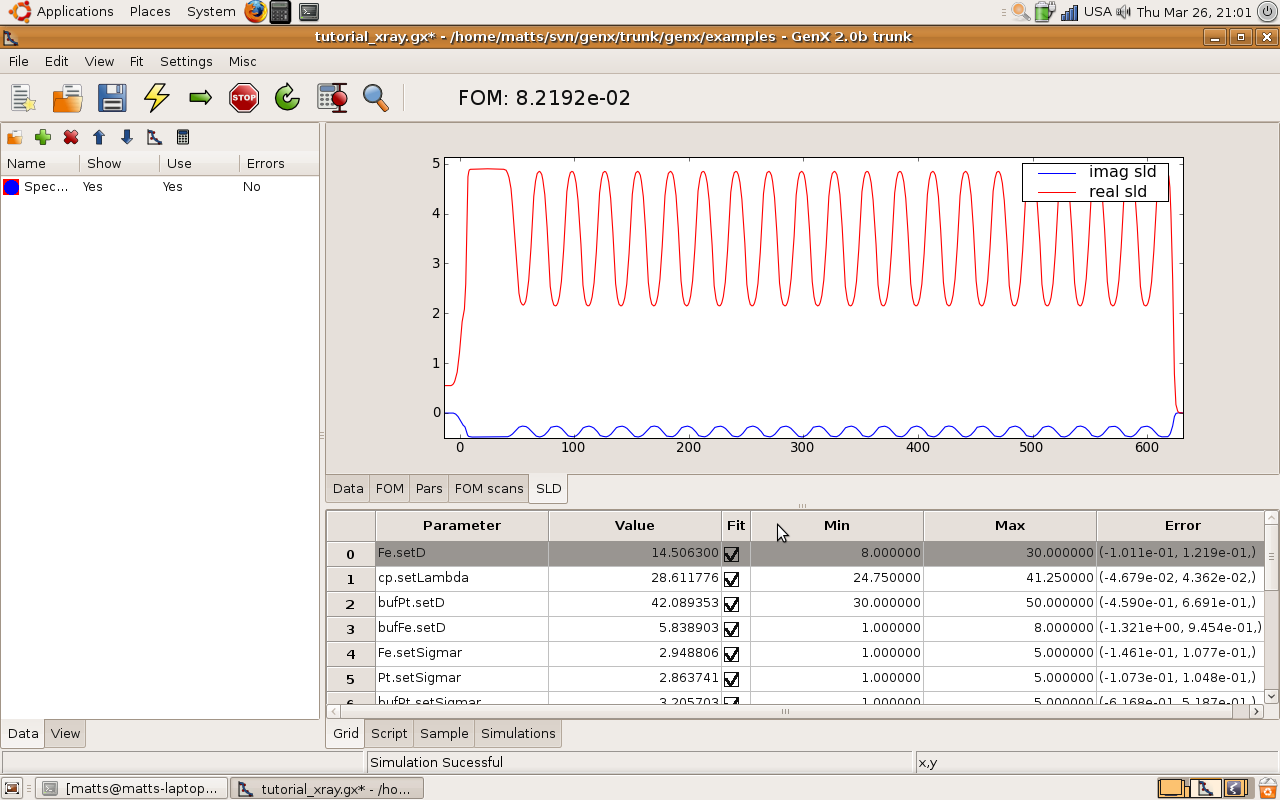 Applications Places System USA Thu Mar 26, 21:01
tutorial_xray.gx* - /home/matts/svn/genx/trunk/genx/examples - GenX 2.0b trunk
File Edit View Fit Settings Misc
STOP FOM: 8.2192e-02
Name Show Use Errors
Spec... Yes Yes No
5
4
3
2
1
0
imag sld
real sld
0 100 200 300 400 500 600
Data FOM Pars FOM scans SLD
Parameter Value Fit Min Max Error
0 Fe.setD 14.506300 8.000000 30.000000 (-1.011e-01, 1.219e-01,)
1 cp.setLambda 28.611776 24.750000 41.250000 (-4.679e-02, 4.362e-02,)
2 bufPt.setD 42.089353 30.000000 50.000000 (-4.590e-01, 6.691e-01,)
3 bufFe.setD 5.838903 1.000000 8.000000 (-1.321e+00, 9.454e-01,)
4 Fe.setSigmar 2.948806 1.000000 5.000000 (-1.461e-01, 1.077e-01,)
5 Pt.setSigmar 2.863741 1.000000 5.000000 (-1.073e-01, 1.048e-01,)
6 bufPt.setSigmar 3.205703 1.000000 5.000000 (-6.168e-01, 5.187e-01,)
Data View
Grid Script Sample Simulations
Simulation Sucessful x,y
[matts@matts-laptop... tutorial_xray.gx* - /ho...